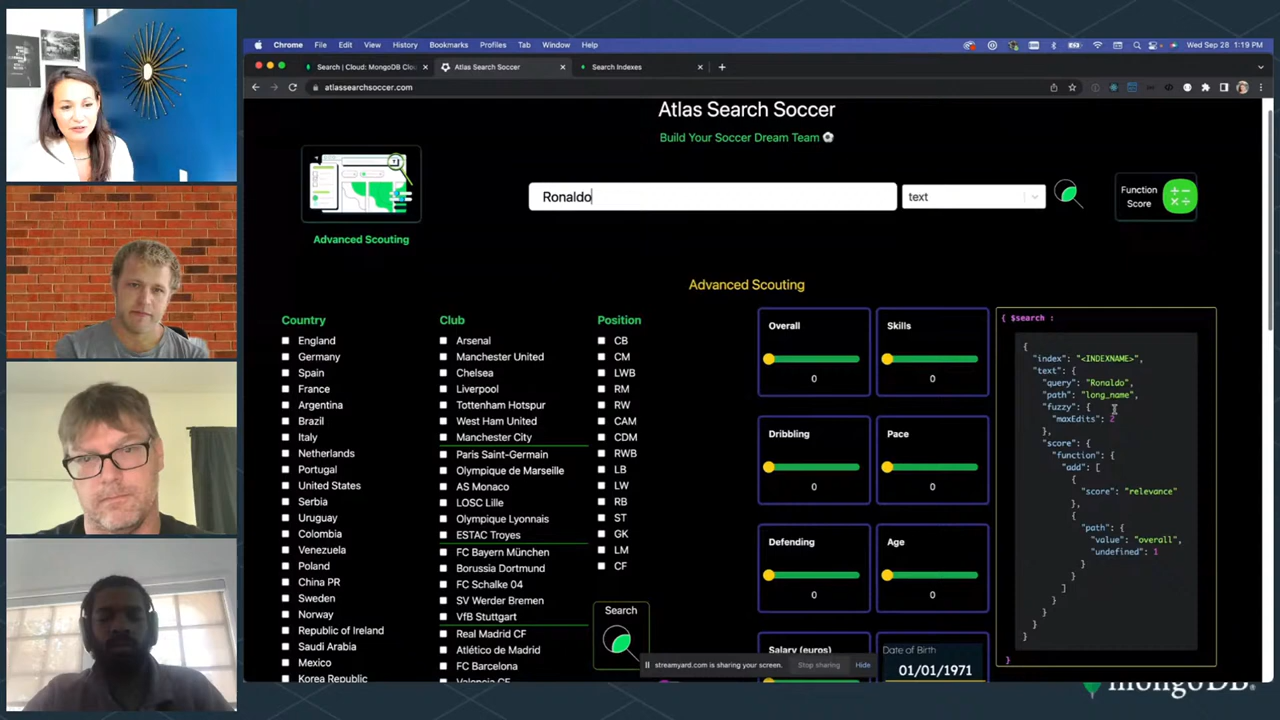 Chrome File Edit View History Bookmarks Profiles Tab Window Help Wed Sep 28 1:19 PM
Search | Cloud: MongoDB Clou
Atlas Search Soccer
Search Indexes
atlassearchsoccer.com
Atlas Search Soccer
Build Your Soccer Dream Team
Ronaldo
text
Function
Score
Advanced Scouting
Advanced Scouting
Country
England
Germany
Spain
France
Argentina
Brazil
Italy
Netherlands
Portugal
United States
Serbia
Uruguay
Colombia
Venezuela
Poland
China PR
Sweden
Norway
Republic of Ireland
Saudi Arabia
Mexico
Korea Republic
Club
Arsenal
Manchester United
Chelsea
Liverpool
Tottenham Hotspur
West Ham United
Manchester City
Paris Saint-Germain
Olympique de Marseille
AS Monaco
LOSC Lille
Olympique Lyonnais
ESTAC Troyes
FC Bayern München
Borussia Dortmund
FC Schalke 04
SV Werder Bremen
VfB Stuttgart
Real Madrid CF
Atlético de Madrid
FC Barcelona
Valencia CF
Position
CB
CM
LWB
RM
RW
CAM
CDM
RWB
LB
LW
RB
ST
GK
LM
CF
Search
Overall
0
Skills
0
Dribbling
0
Pace
0
Defending
0
Age
0
Salary (euros)
Date of Birth
01/01/1971
{ $search :
{
"index": "<INDEXNAME>",
"text": {
"query": "Ronaldo",
"path": "long_name",
"fuzzy": {
"maxEdits": 2
},
"score": {
"function": {
"add": [
{
"score": "relevance"
},
{
"path": {
"value": "overall",
"undefined": 1
}
}
]
}
}
}
}
}
streamyard.com is sharing your screen. Stop sharing Hide
mongoDB